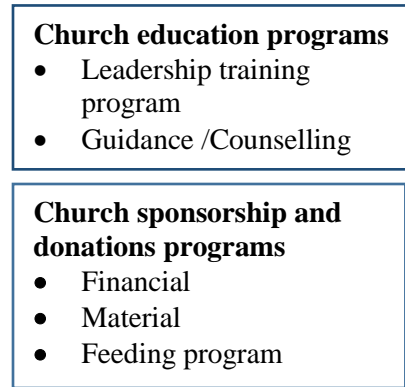 Church education programs
• Leadership training
program
• Guidance /Counselling
Church sponsorship and
donations programs
• Financial
• Material
• Feeding program